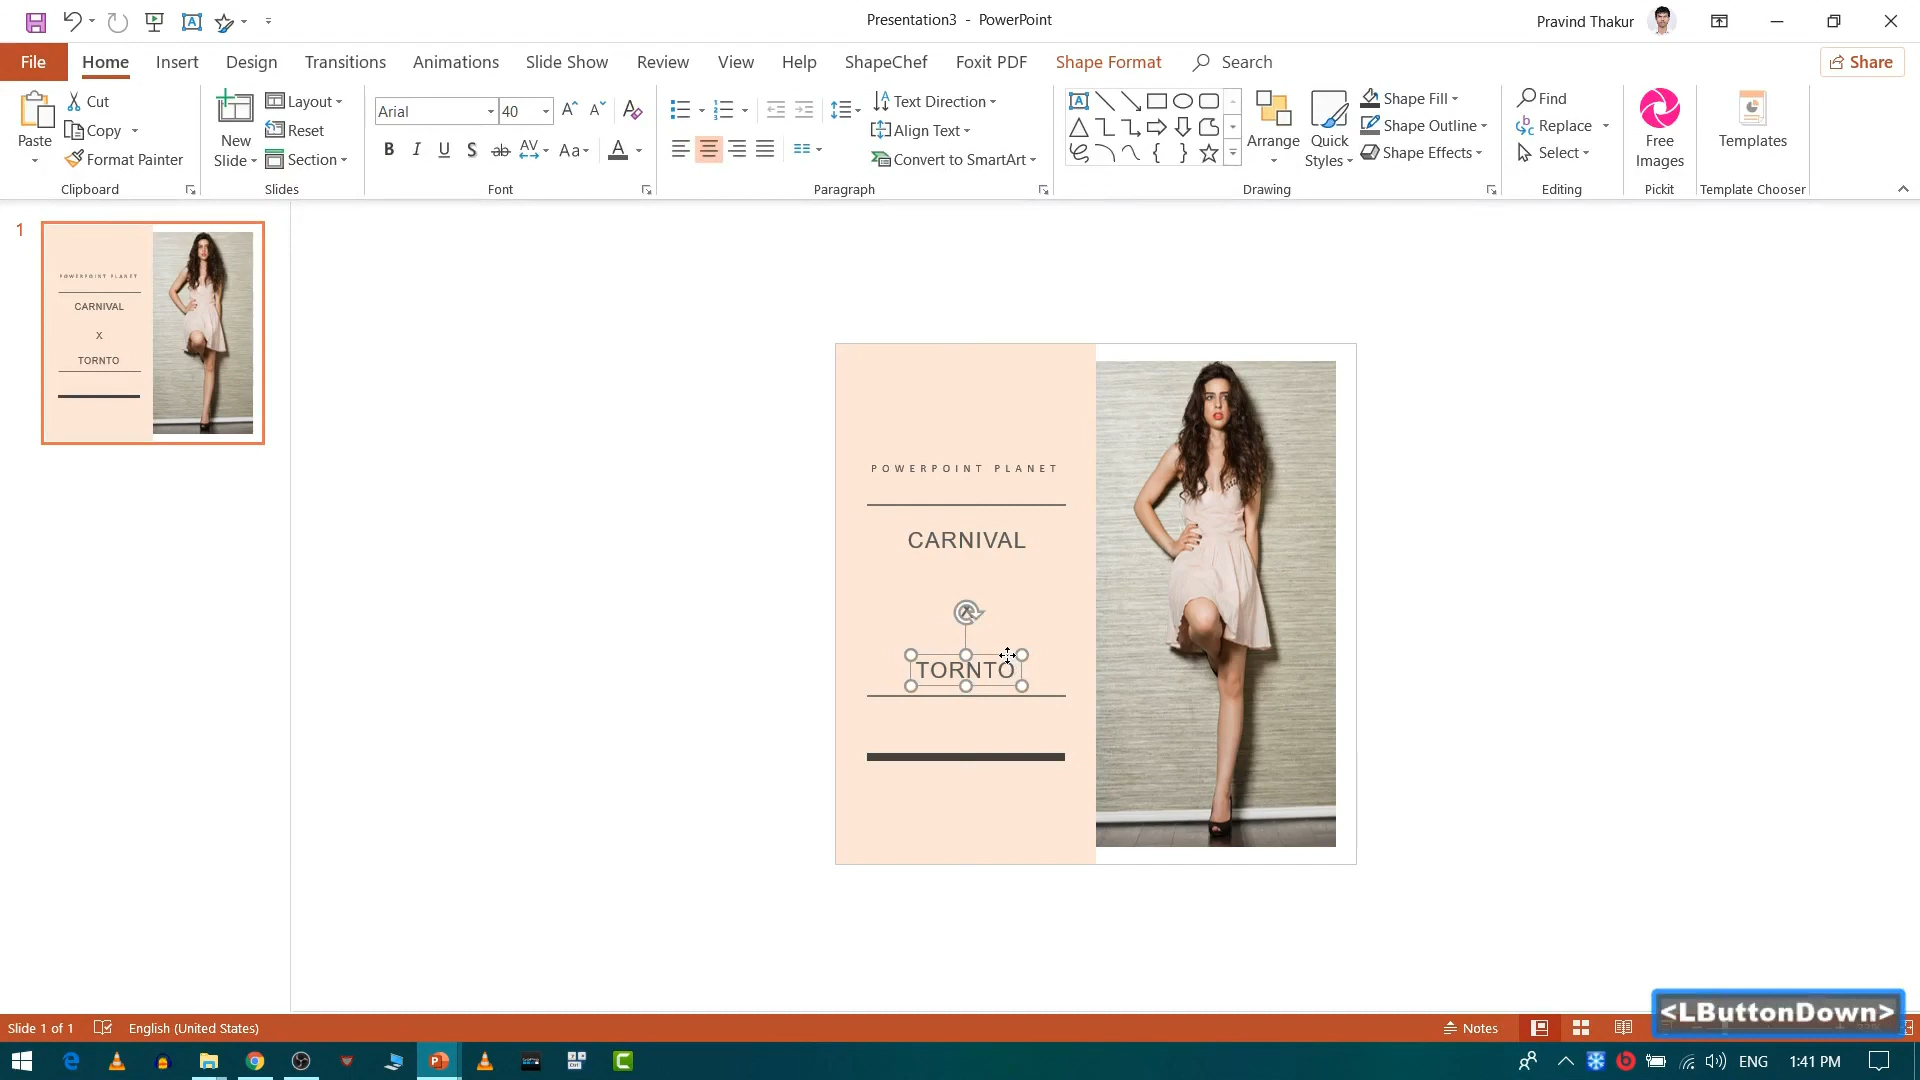 Presentation3 - PowerPoint
Pravind Thakur
File Home Insert Design Transitions Animations Slide Show Review View Help ShapeChef Foxit PDF Shape Format Search
Share
Paste
Cut
Copy
Format Painter
Clipboard
New
Slide
Layout
Reset
Section
Slides
Arial 40
Font
Text Direction
Align Text
Convert to SmartArt
Paragraph
Arrange
Quick
Styles
Shape Fill
Shape Outline
Shape Effects
Drawing
Find
Replace
Select
Editing
Free
Images
Pickit
Templates
Template Chooser
1
POWERPOINT PLANET
CARNIVAL
X
TORNTO
POWERPOINT PLANET
CARNIVAL
X
TORNTO
<LButtonDown>
Slide 1 of 1 English (United States)
Notes
ENG 1:41 PM